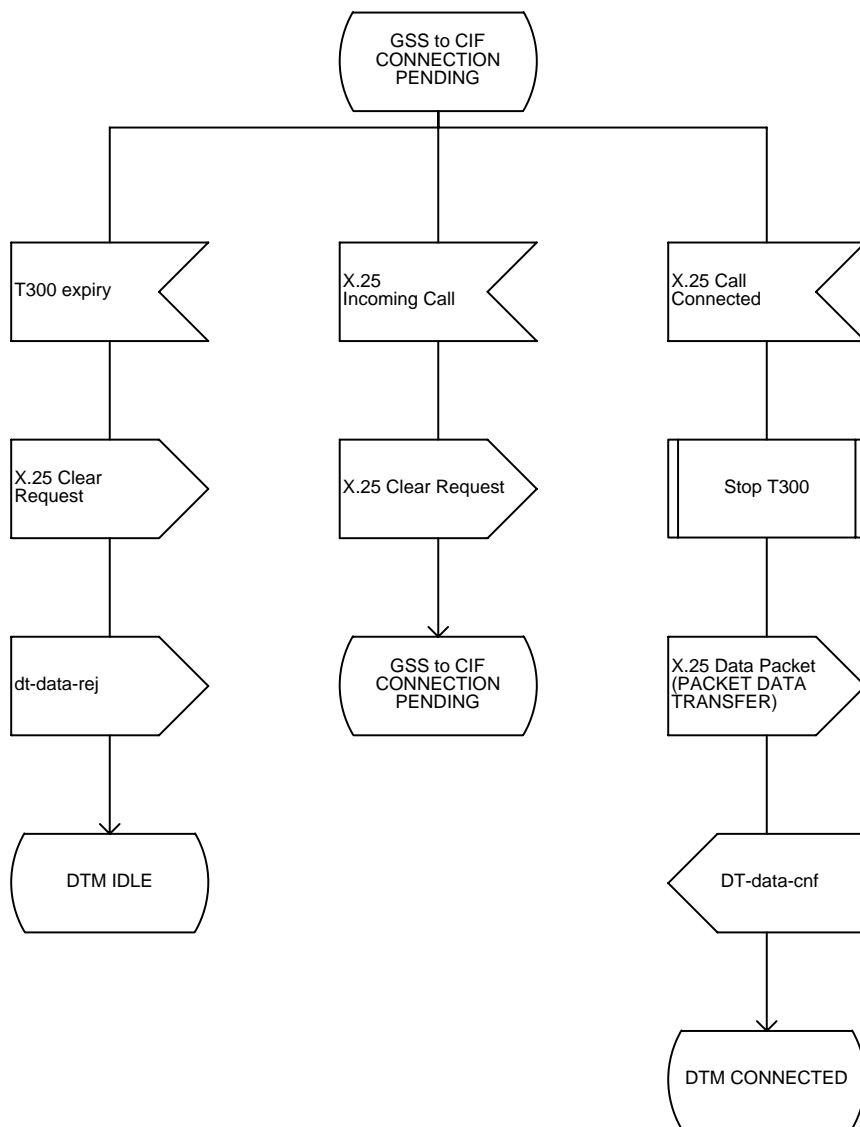 GSS to CIF
CONNECTION
PENDING
T300 expiry
X.25
Incoming Call
X.25 Call
Connected
X.25 Clear
Request
X.25 Clear Request
Stop T300
dt-data-rej
GSS to CIF
CONNECTION
PENDING
X.25 Data Packet
(PACKET DATA
TRANSFER)
DTM IDLE
DT-data-cnf
DTM CONNECTED